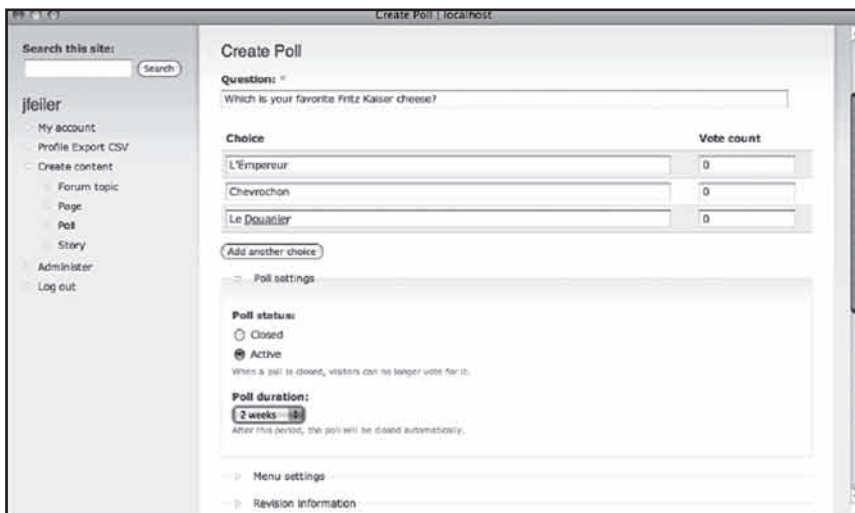 Create Poll | localhost
Search this site:
Search
jfeiler
My account
Profile Export CSV
Create content
Forum topic
Page
Poll
Story
Administer
Log out
Create Poll
Question: *
Which is your favorite Fritz Kaiser cheese?
Choice Vote count
L'Empereur 0
Chevrochon 0
Le Douanier 0
Add another choice
Poll settings
Poll status:
Closed
Active
When a poll is closed, visitors can no longer vote for it.
Poll duration:
2 weeks
After this period, the poll will be closed automatically.
Menu settings
Revision information